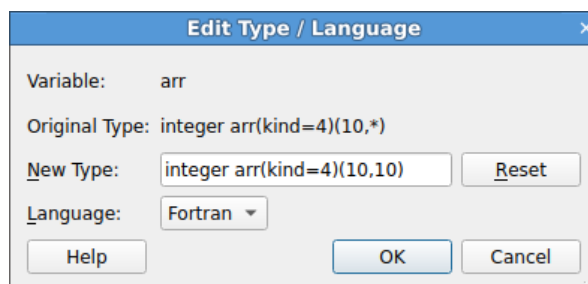 Edit Type / Language
Variable: arr
Original Type: integer arr(kind=4)(10,*)
New Type: integer arr(kind=4)(10,10) Reset
Language: Fortran
Help OK Cancel